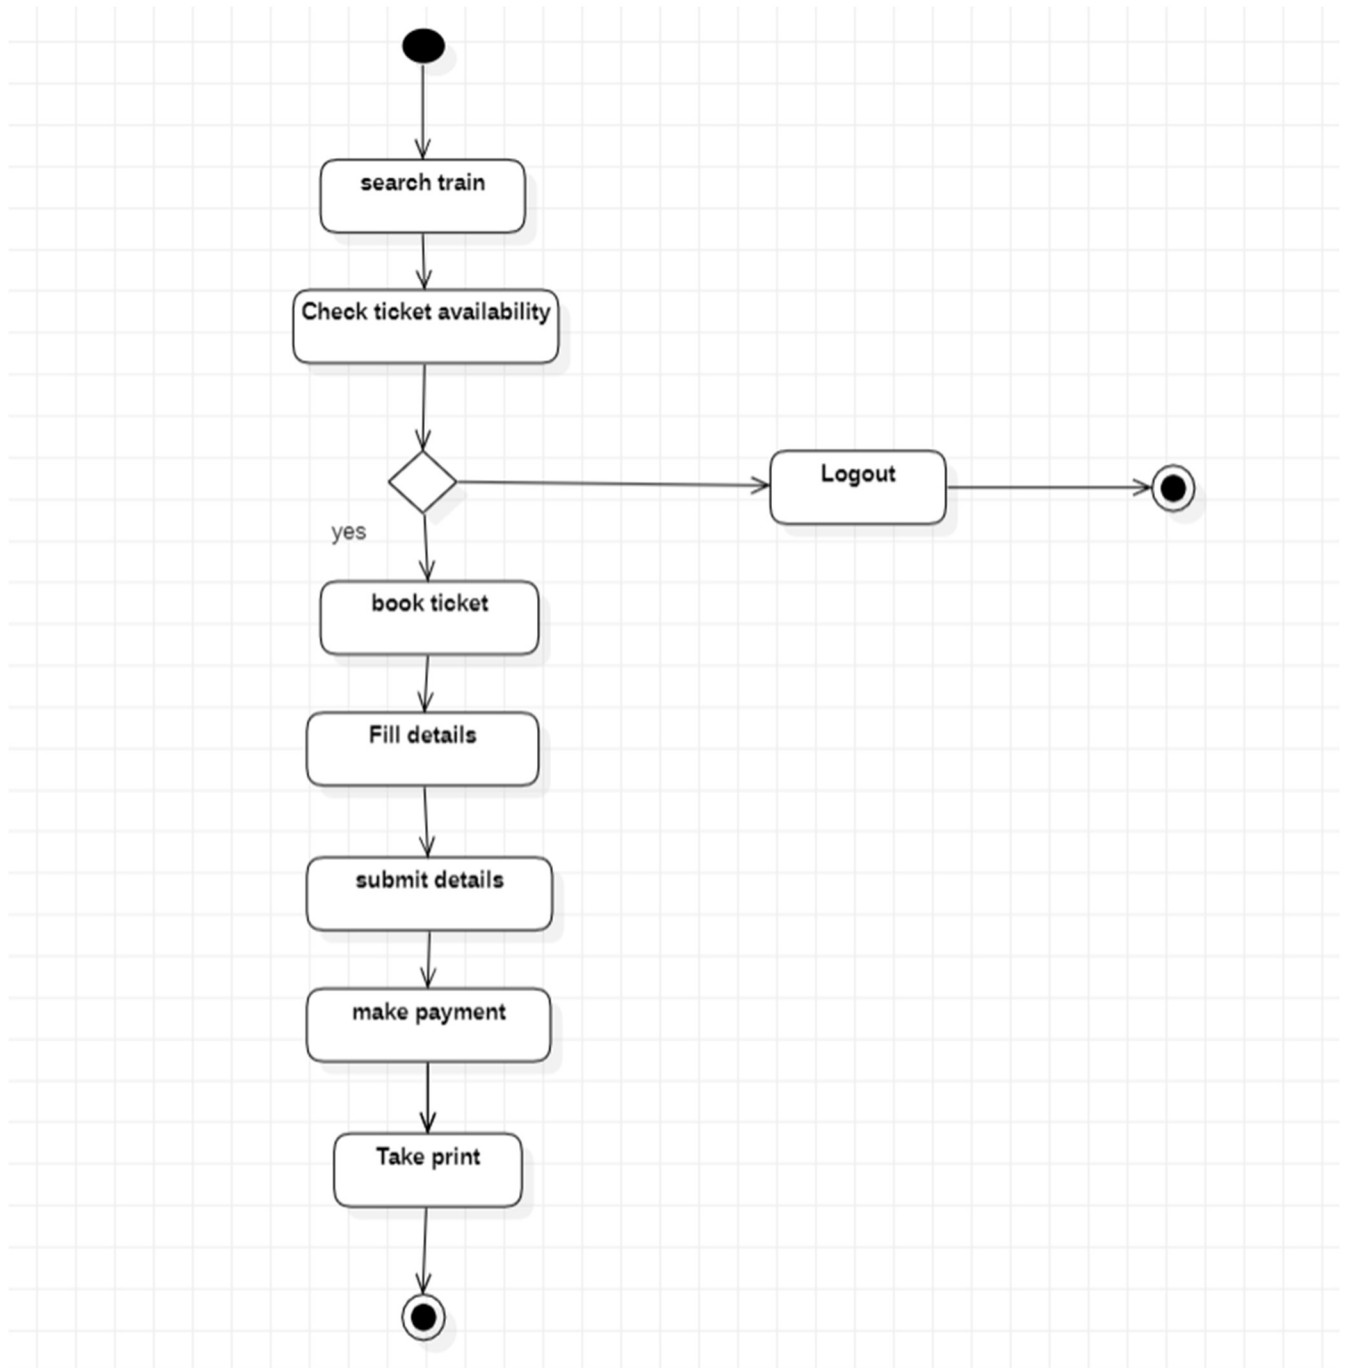 search train
Check ticket availability
Logout
yes
book ticket
Fill details
submit details
make payment
Take print